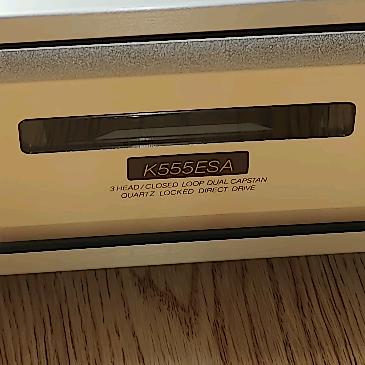 K555ESA
3 HEAD/CLOSED LOOP DUAL CAPSTAN
QUARTZ LOCKED DIRECT DRIVE